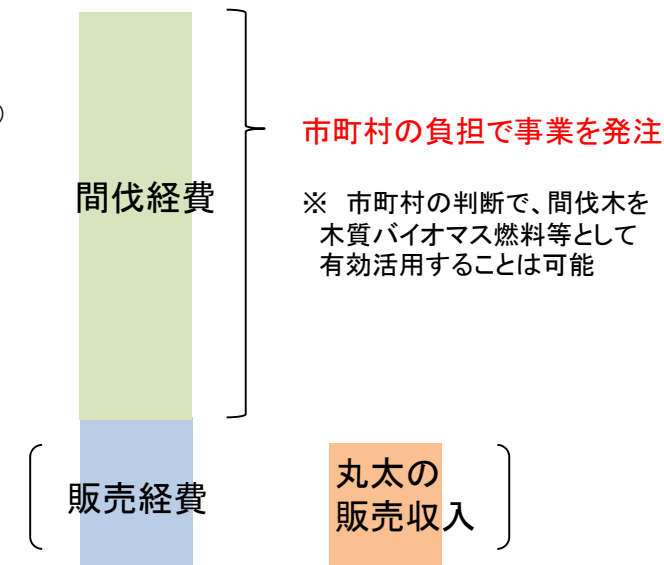 )
市町村の負担で事業を発注
間伐経費
※ 市町村の判断で、間伐木を
木質バイオマス燃料等として
有効活用することは可能
販売経費
丸太の
販売収入